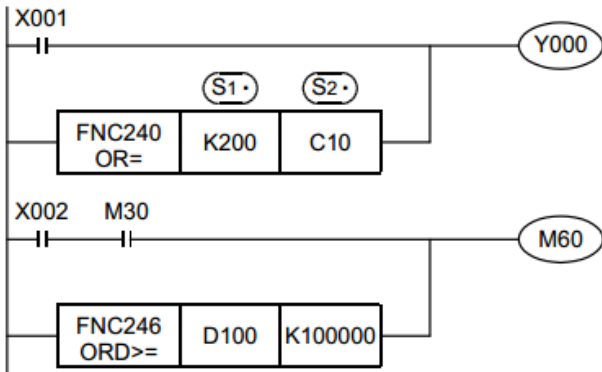 X001
Y000
S1・ S2・
FNC240 K200 C10
OR=
X002 M30
M60
FNC246 D100 K100000
ORD>=